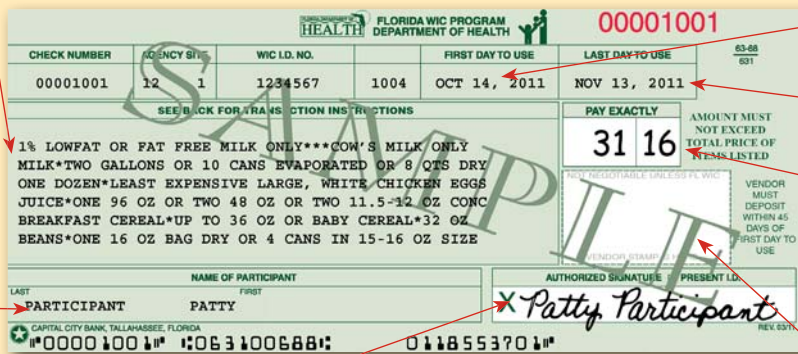 FLORIDA DEPARTMENT OF
HEALTH
FLORIDA WIC PROGRAM
DEPARTMENT OF HEALTH
00001001
CHECK NUMBER AGENCY SITE WIC I.D. NO. FIRST DAY TO USE LAST DAY TO USE
63-68
631
00001001 12 1 1234567 1004 OCT 14, 2011 NOV 13, 2011
SEE BACK FOR TRANSACTION INSTRUCTIONS
PAY EXACTLY
31 16
AMOUNT MUST
NOT EXCEED
TOTAL PRICE OF
ITEMS LISTED
1% LOWFAT OR FAT FREE MILK ONLY***COW'S MILK ONLY
MILK*TWO GALLONS OR 10 CANS EVAPORATED OR 8 QTS DRY
ONE DOZEN*LEAST EXPENSIVE LARGE, WHITE CHICKEN EGGS
JUICE*ONE 96 OZ OR TWO 48 OZ OR TWO 11.5-12 OZ CONC
BREAKFAST CEREAL*UP TO 36 OZ OR BABY CEREAL*32 OZ
BEANS*ONE 16 OZ BAG DRY OR 4 CANS IN 15-16 OZ SIZE
NOT NEGOTIABLE UNLESS FL WIC
VENDOR STAMP IS HERE
VENDOR
MUST
DEPOSIT
WITHIN 45
DAYS OF
FIRST DAY TO
USE
SAMPLE
NAME OF PARTICIPANT
LAST FIRST
PARTICIPANT PATTY
AUTHORIZED SIGNATURE PRESENT I.D.
X Patty Participant
CAPITAL CITY BANK, TALLAHASSEE, FLORIDA
REV. 03/11
⑈00001001⑈ ⑆063100688⑆ 0118553701⑈